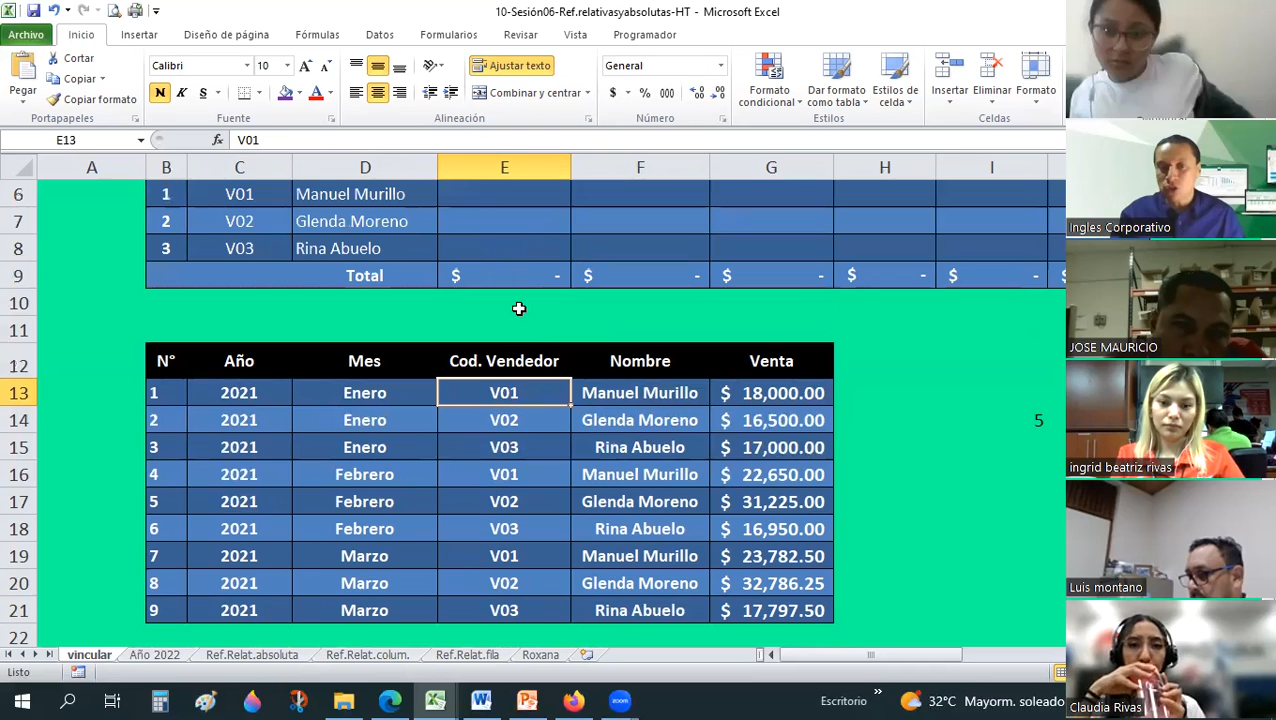 10-Sesión06-Ref.relativasyabsolutas-HT - Microsoft Excel
Archivo Inicio Insertar Diseño de página Fórmulas Datos Formularios Revisar Vista Programador
Pegar
Cortar
Copiar
Copiar formato
Portapapeles
Calibri 10
N K S
Fuente
Ajustar texto
Combinar y centrar
Alineación
General
$ % 000
Número
Formato condicional
Dar formato como tabla
Estilos de celda
Estilos
Insertar Eliminar Formato
Celdas
E13 fx V01
A B C D E F G H I
6 1 V01 Manuel Murillo
7 2 V02 Glenda Moreno
8 3 V03 Rina Abuelo
9 Total $ - $ - $ - $ - $ - $
10
11
12 N° Año Mes Cod. Vendedor Nombre Venta
13 1 2021 Enero V01 Manuel Murillo $ 18,000.00
14 2 2021 Enero V02 Glenda Moreno $ 16,500.00 5
15 3 2021 Enero V03 Rina Abuelo $ 17,000.00
16 4 2021 Febrero V01 Manuel Murillo $ 22,650.00
17 5 2021 Febrero V02 Glenda Moreno $ 31,225.00
18 6 2021 Febrero V03 Rina Abuelo $ 16,950.00
19 7 2021 Marzo V01 Manuel Murillo $ 23,782.50
20 8 2021 Marzo V02 Glenda Moreno $ 32,786.25
21 9 2021 Marzo V03 Rina Abuelo $ 17,797.50
22
vincular Año 2022 Ref.Relat.absoluta Ref.Relat.colum. Ref.Relat.fila Roxana
Listo
Escritorio » 32°C Mayorm. soleado
zoom
Ingles Corporativo
JOSE MAURICIO
ingrid beatriz rivas
Luis montano
Claudia Rivas